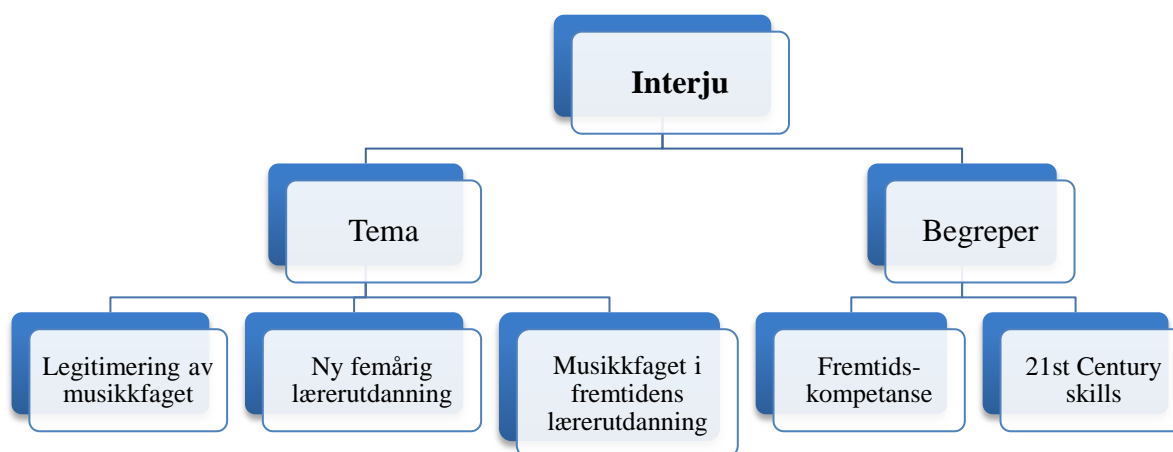 Interju
Tema
Begreper
Legitimering av
musikkfaget
Ny femårig
lærerutdanning
Musikkfaget i
fremtidens
lærerutdanning
Fremtids-
kompetanse
21st Century
skills